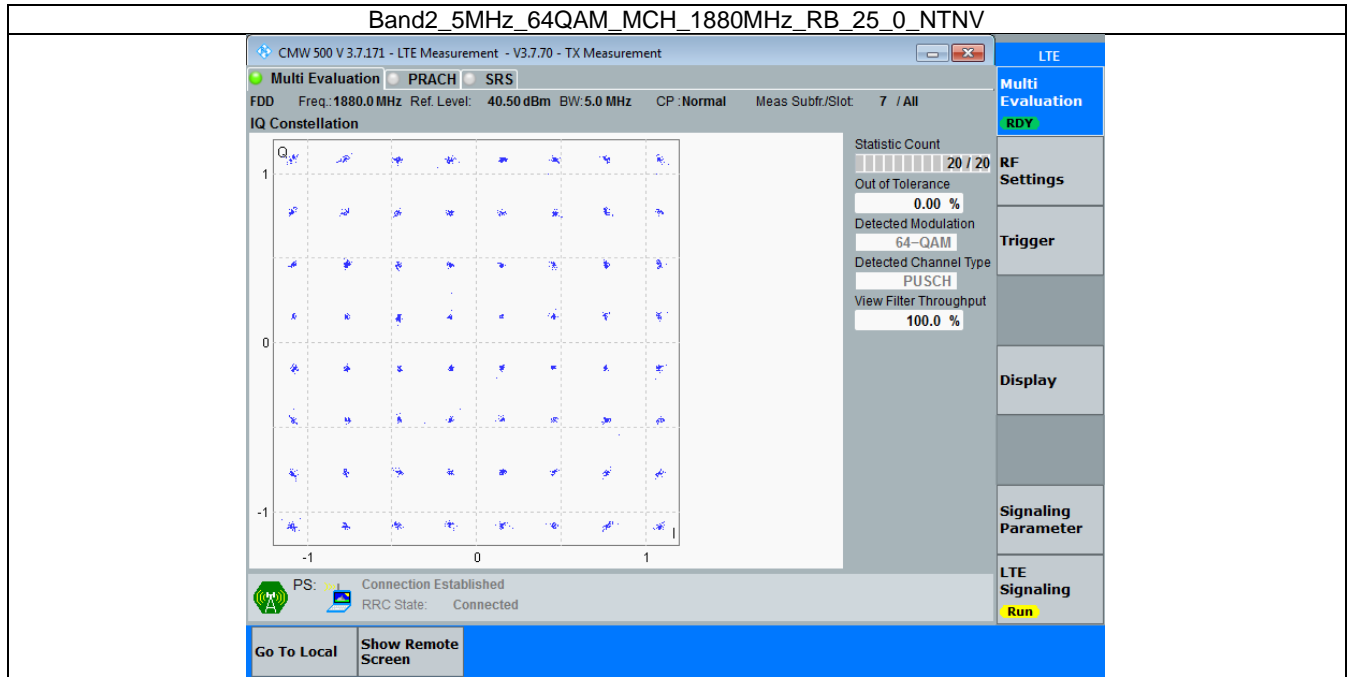 Band2_5MHz_64QAM_MCH_1880MHz_RB_25_0_NTNV
CMW 500 V 3.7.171 - LTE Measurement - V3.7.70 - TX Measurement
LTE
Multi Evaluation PRACH SRS
Multi
Evaluation
RDY
FDD Freq.: 1880.0 MHz Ref. Level: 40.50 dBm BW: 5.0 MHz CP : Normal Meas Subfr./Slot: 7 / All
IQ Constellation
Q
1
0
-1
-1 0 1
I
Statistic Count
20 / 20
Out of Tolerance
0.00 %
Detected Modulation
64-QAM
Detected Channel Type
PUSCH
View Filter Throughput
100.0 %
RF
Settings
Trigger
Display
Signaling
Parameter
LTE
Signaling
Run
PS: Connection Established
RRC State: Connected
Go To Local
Show Remote
Screen